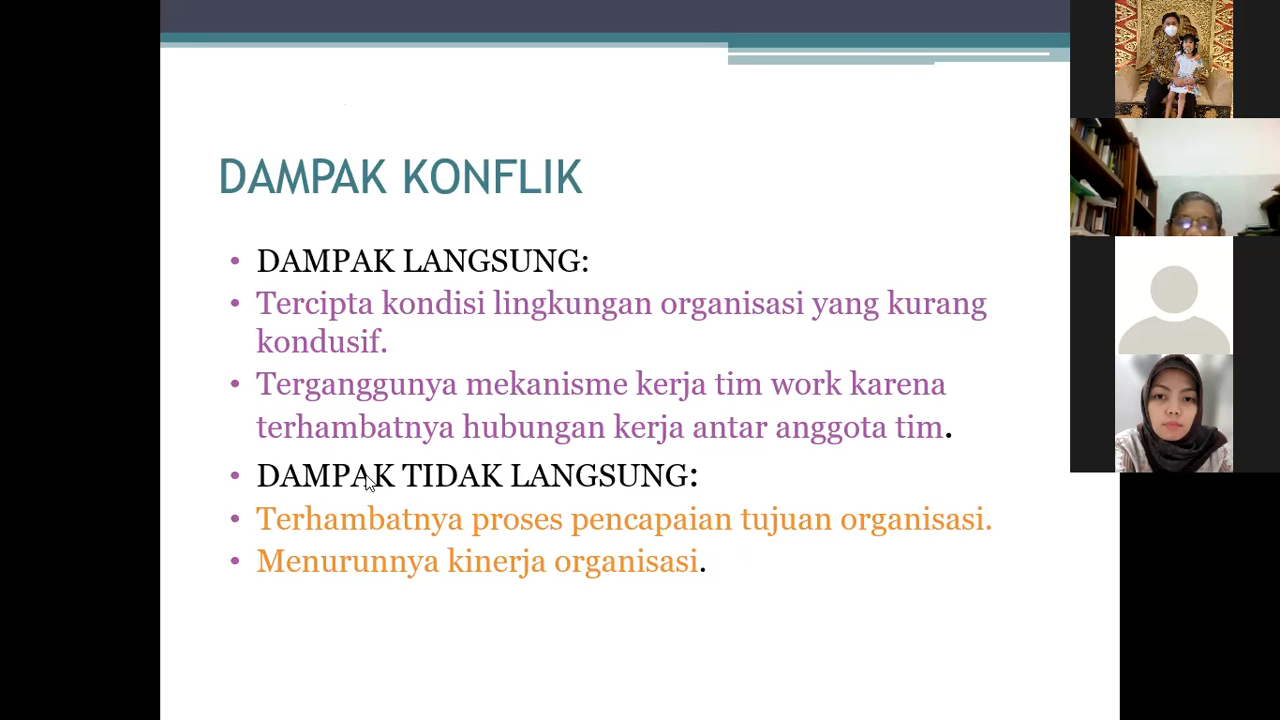 DAMPAK KONFLIK
• DAMPAK LANGSUNG:
• Tercipta kondisi lingkungan organisasi yang kurang
kondusif.
• Terganggunya mekanisme kerja tim work karena
terhambatnya hubungan kerja antar anggota tim.
• DAMPAK TIDAK LANGSUNG:
• Terhambatnya proses pencapaian tujuan organisasi.
• Menurunnya kinerja organisasi.